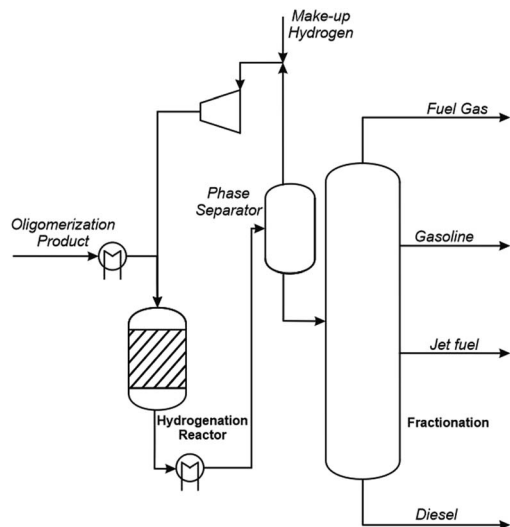 Make-up
Hydrogen
Fuel Gas
Phase
Separator
Oligomerization
Product
Gasoline
Jet fuel
Hydrogenation
Reactor
Fractionation
Diesel